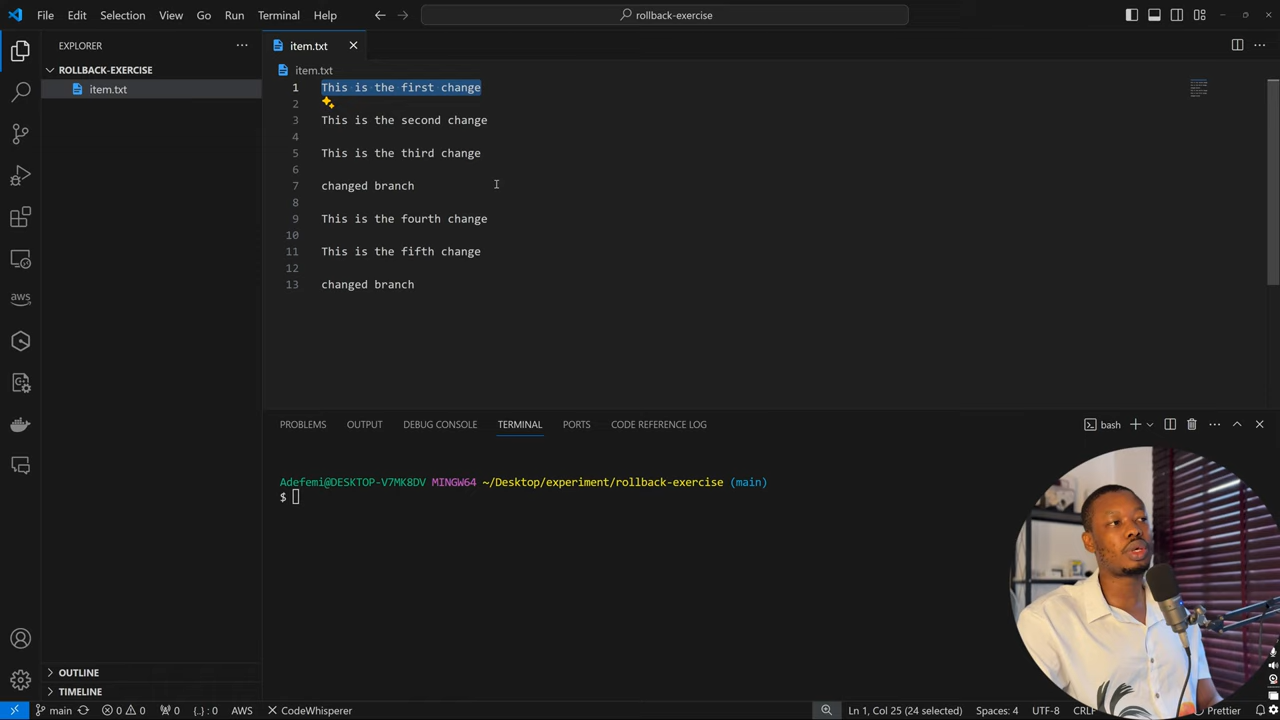 File Edit Selection View Go Run Terminal Help
rollback-exercise
EXPLORER
ROLLBACK-EXERCISE
item.txt
item.txt
item.txt
1 This is the first change
2
3 This is the second change
4
5 This is the third change
6
7 changed branch
8
9 This is the fourth change
10
11 This is the fifth change
12
13 changed branch
PROBLEMS OUTPUT DEBUG CONSOLE TERMINAL PORTS CODE REFERENCE LOG
bash
Adefemi@DESKTOP-V7MK8DV MINGW64 ~/Desktop/experiment/rollback-exercise (main)
$
aws
OUTLINE
TIMELINE
main 0 0 0 {..} : 0 AWS CodeWhisperer Ln 1, Col 25 (24 selected) Spaces: 4 UTF-8 CRLF Prettier